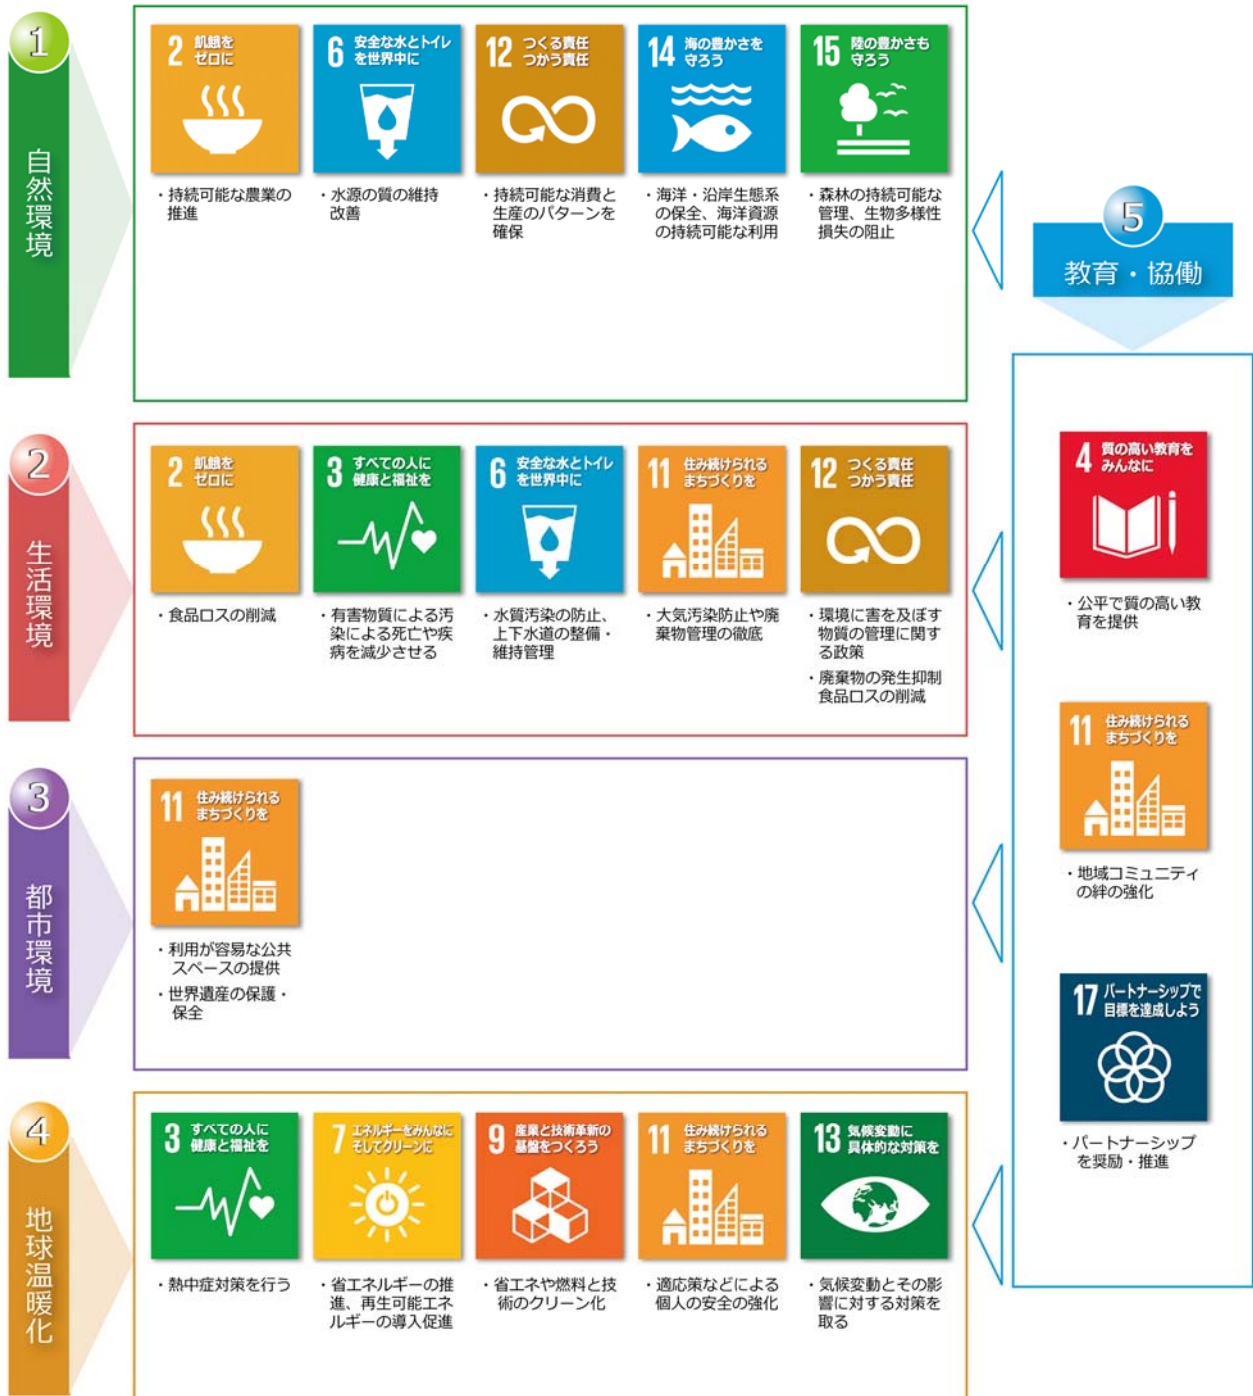 1
自然環境
2 飢餓を
ゼロに
・持続可能な農業の
推進
6 安全な水とトイレ
を世界中に
・水源の質の維持
改善
12 つくる責任
つかう責任
・持続可能な消費と
生産のパターンを
確保
14 海の豊かさを
守ろう
・海洋・沿岸生態系
の保全、海洋資源
の持続可能な利用
15 陸の豊かさも
守ろう
・森林の持続可能な
管理、生物多様性
損失の阻止
2
生活環境
2 飢餓を
ゼロに
・食品ロスの削減
3 すべての人に
健康と福祉を
・有害物質による汚
染による死亡や疾
病を減少させる
6 安全な水とトイレ
を世界中に
・水質汚染の防止、
上下水道の整備・
維持管理
11 住み続けられる
まちづくりを
・大気汚染防止や廃
棄物管理の徹底
12 つくる責任
つかう責任
・環境に害を及ぼす
物質の管理に関す
る政策
・廃棄物の発生抑制
食品ロスの削減
3
都市環境
11 住み続けられる
まちづくりを
・利用が容易な公共
スペースの提供
・世界遺産の保護・
保全
4
地球温暖化
3 すべての人に
健康と福祉を
・熱中症対策を行う
7 エネルギーをみんなに
そしてクリーンに
・省エネルギーの推
進、再生可能エネ
ルギーの導入促進
9 産業と技術革新の
基盤をつくろう
・省エネや燃料と技
術のクリーン化
11 住み続けられる
まちづくりを
・適応策などによる
個人の安全の強化
13 気候変動に
具体的な対策を
・気候変動とその影
響に対する対策を
取る
5
教育・協働
4 質の高い教育を
みんなに
・公平で質の高い教
育を提供
11 住み続けられる
まちづくりを
・地域コミュニティ
の絆の強化
17 パートナーシップで
目標を達成しよう
・パートナーシップ
を奨励・推進